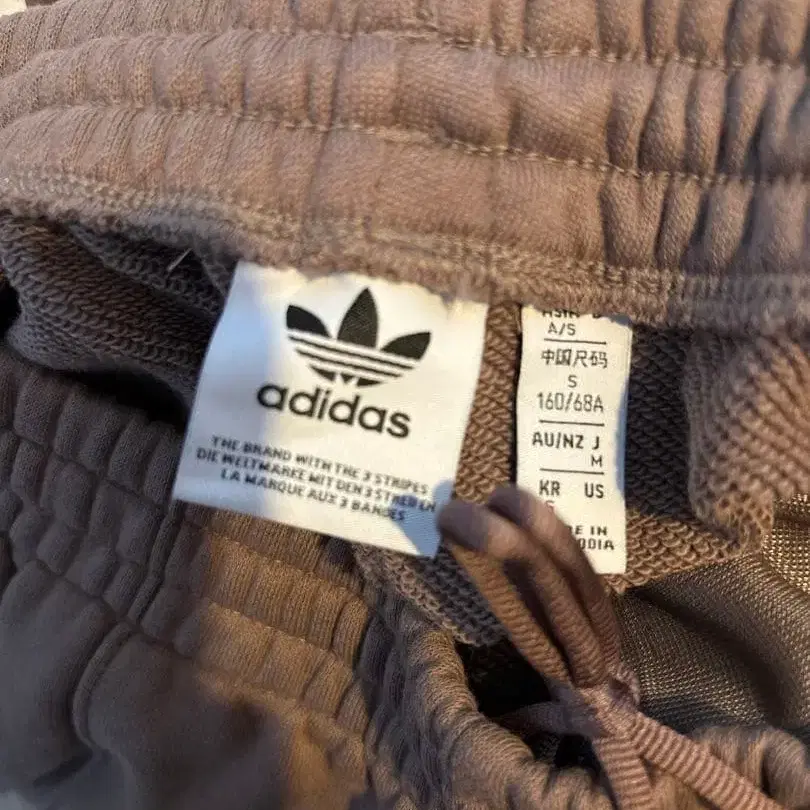 adidas
THE BRAND WITH THE 3 STRIPES
DIE WELTMARKE MIT DEN 3 STREIFEN
LA MARQUE AUX 3 BANDES
A/S
中国尺码
S
160/68A
AU/NZ J
M
KR US
IN